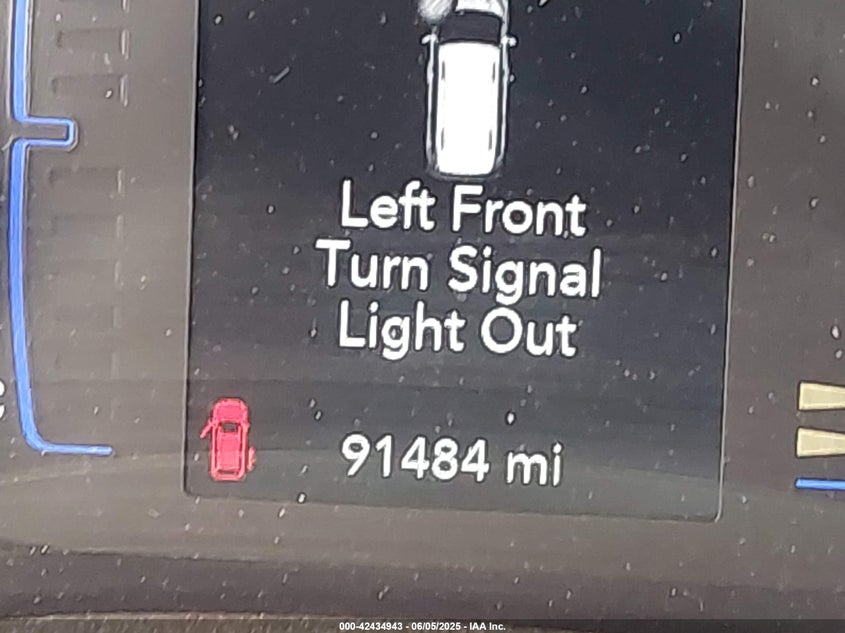 Left Front
Turn Signal
Light Out
91484 mi
000-42434943 - 06/05/2025 - IAA Inc.